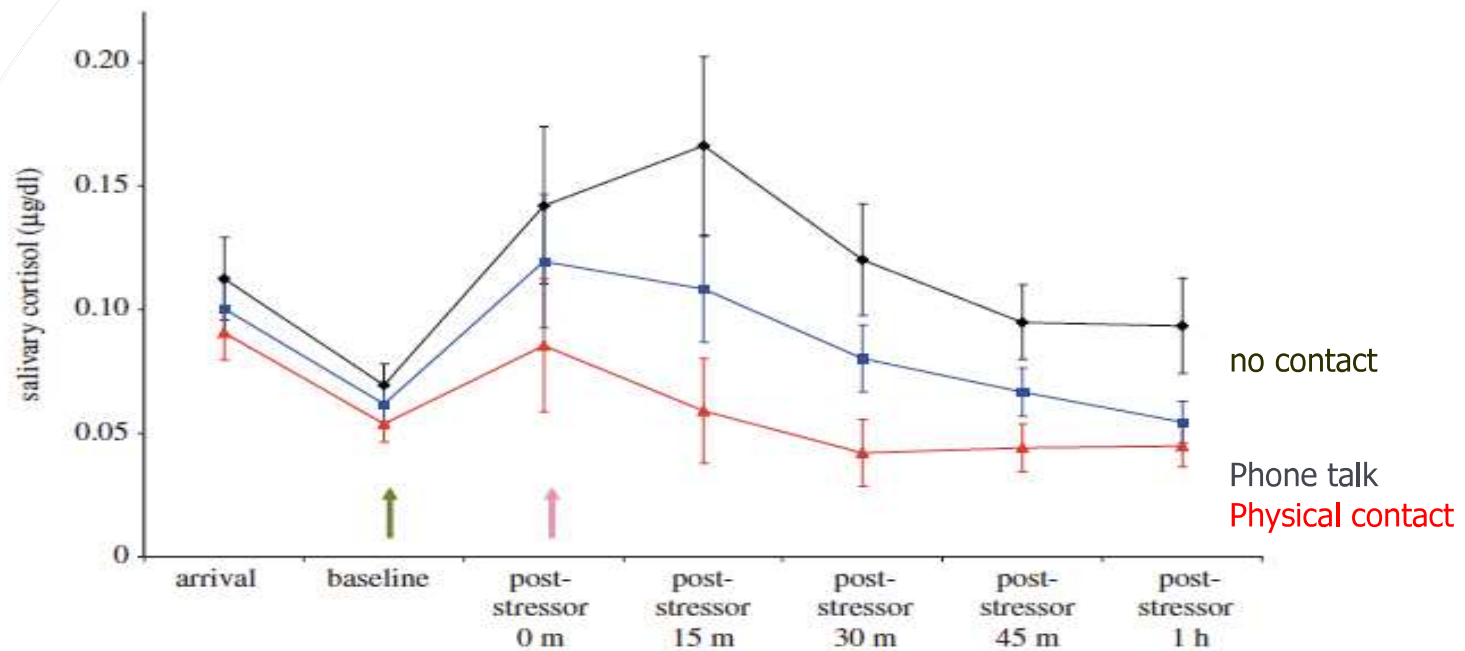 salivary cortisol (μg/dl)
0.20
0.15
0.10
0.05
0
arrival
baseline
post-
stressor
0 m
post-
stressor
15 m
post-
stressor
30 m
post-
stressor
45 m
post-
stressor
1 h
no contact
Phone talk
Physical contact